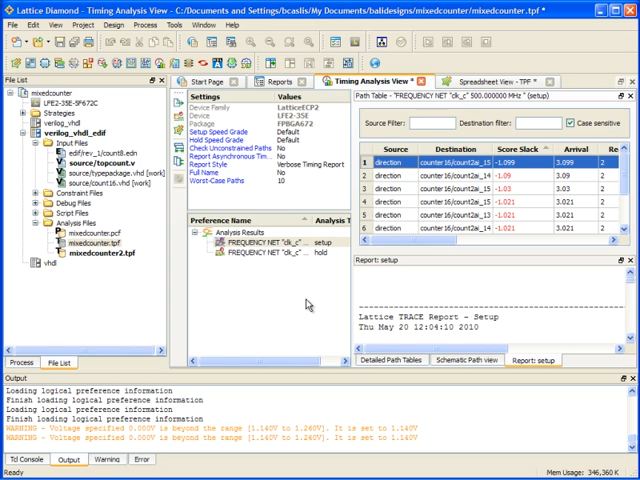 Lattice Diamond - Timing Analysis View - C:/Documents and Settings/bcaslis/My Documents/balidesigns/mixedcounter/mixedcounter.tpf *
File Edit View Project Design Process Tools Window Help
File List
mixedcounter
LFE2-35E-5F672C
Strategies
verilog_vhdl
verilog_vhdl_edif
Input Files
edif/rev_1/count8.edn
source/topcount.v
source/typepackage.vhd [work]
source/count16.vhd [work]
Constraint Files
Debug Files
Script Files
Analysis Files
mixedcounter.pcf
mixedcounter.tpf
mixedcounter2.tpf
vhdl
Process File List
Start Page Reports Timing Analysis View * Spreadsheet View - TPF *
Settings Values
Device Family LatticeECP2
Device LFE2-35E
Package FPBGA672
Setup Speed Grade Default
Hold Speed Grade Default
Check Unconstrained Paths No
Report Asynchronous Tim... No
Report Style Verbose Timing Report
Full Name No
Worst-Case Paths 10
Preference Name Analysis T
Analysis Results
FREQUENCY NET "clk_c" ... setup
FREQUENCY NET "clk_c" ... hold
Path Table - "FREQUENCY NET "clk_c" 500.000000 MHz " (setup)
Source Filter: Destination filter: Case sensitive
Source Destination Score Slack Arrival Re
1 direction counter16/count2ai_15 -1.099 3.099 2
2 direction counter16/count2ai_14 -1.09 3.09 2
3 direction counter16/count2ai_15 -1.03 3.03 2
4 direction counter16/count2ai_15 -1.021 3.021 2
5 direction counter16/count2ai_13 -1.021 3.021 2
6 direction counter16/count2ai_14 -1.021 3.021 2
Report: setup
--------------------------------------------
Lattice TRACE Report - Setup
Thu May 20 12:04:10 2010
Detailed Path Tables Schematic Path view Report: setup
Output
Loading logical preference information
Finish loading logical preference information
Loading logical preference information
Finish loading logical preference information
WARNING - Voltage specified 0.000V is beyond the range [1.140V to 1.260V]. It is set to 1.140V
WARNING - Voltage specified 0.000V is beyond the range [1.140V to 1.260V]. It is set to 1.140V
Tcl Console Output Warning Error
Ready Mem Usage: 346,360 K